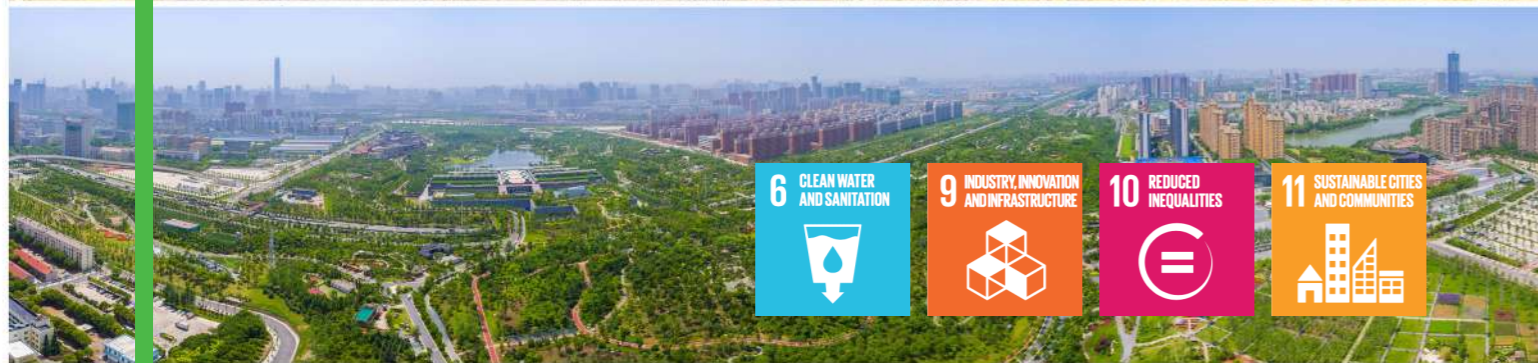 6 CLEAN WATER
AND SANITATION
9 INDUSTRY, INNOVATION
AND INFRASTRUCTURE
10 REDUCED
INEQUALITIES
11 SUSTAINABLE CITIES
AND COMMUNITIES